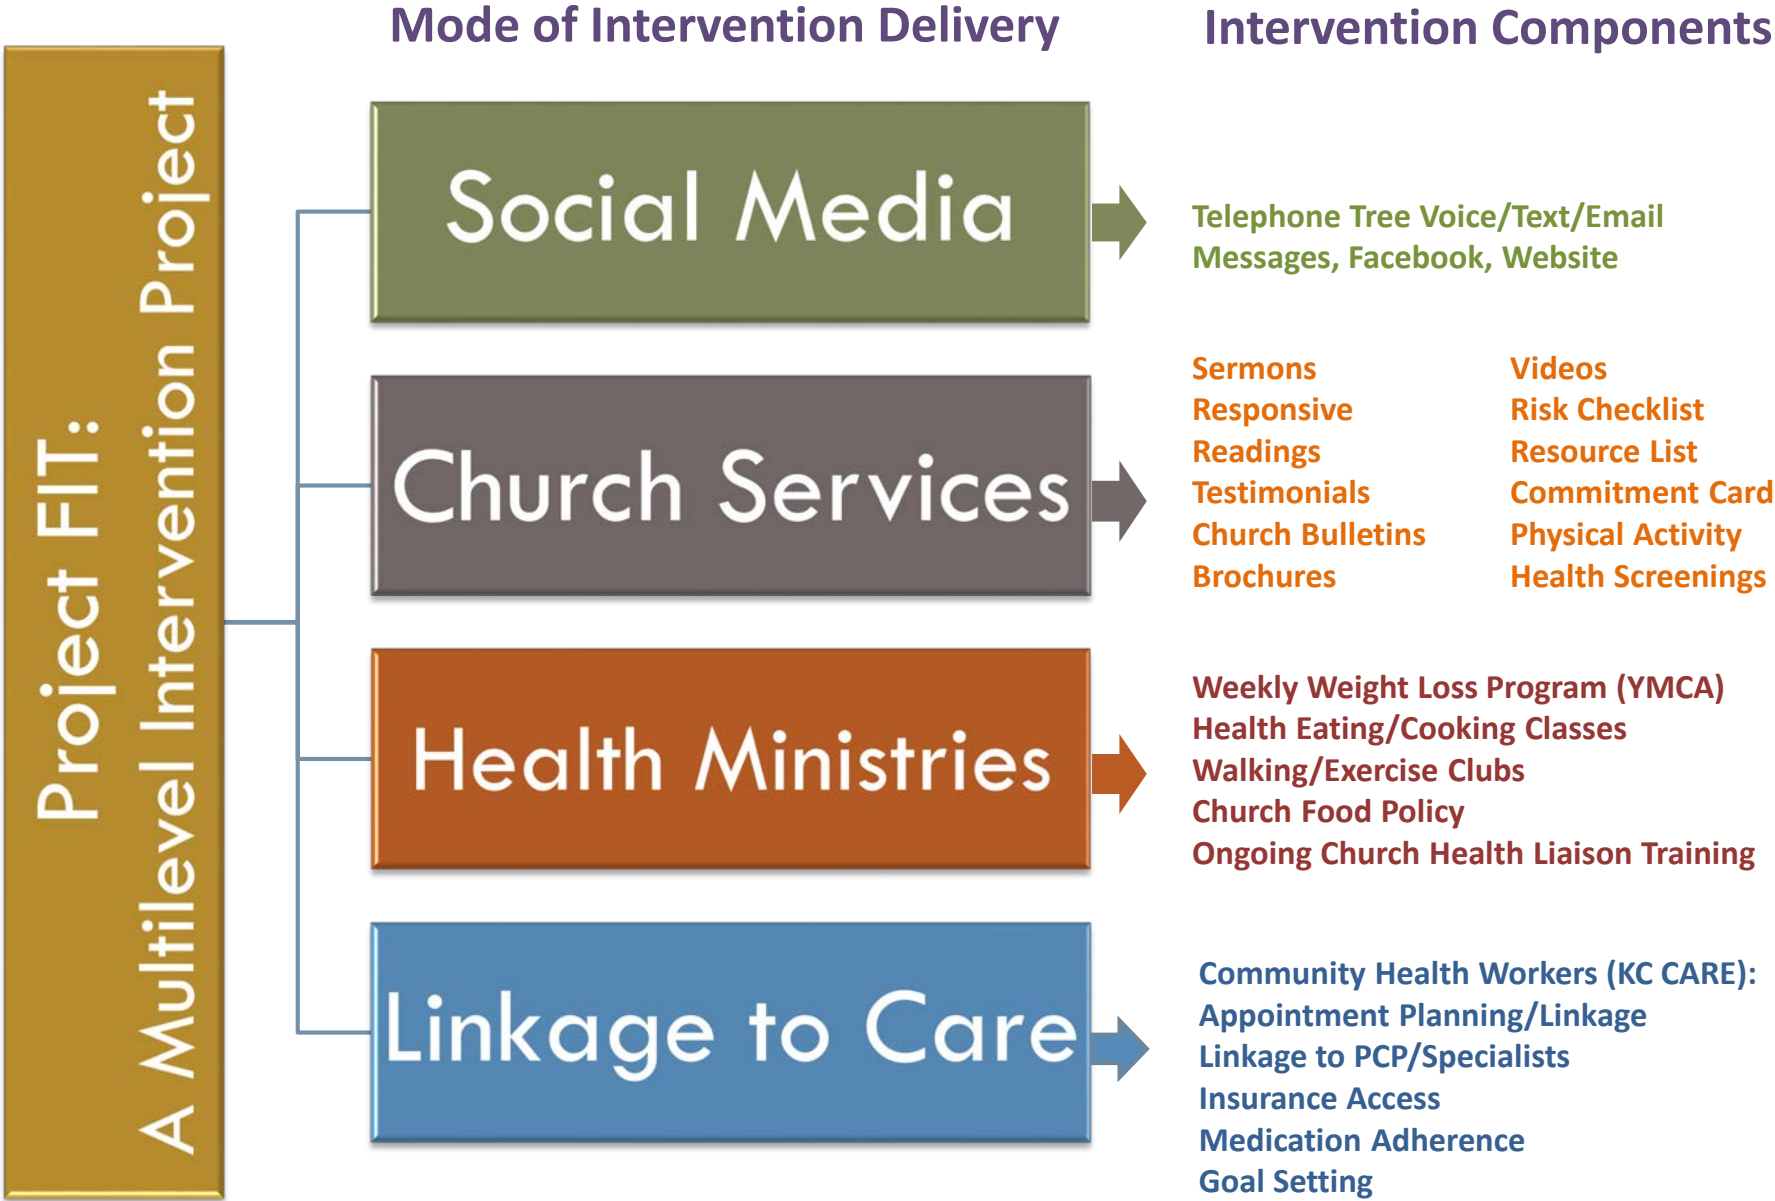 Mode of Intervention Delivery
Intervention Components
Project FIT:
A Multilevel Intervention Project
Social Media
Telephone Tree Voice/Text/Email
Messages, Facebook, Website
Church Services
Sermons
Responsive
Readings
Testimonials
Church Bulletins
Brochures
Videos
Risk Checklist
Resource List
Commitment Card
Physical Activity
Health Screenings
Health Ministries
Weekly Weight Loss Program (YMCA)
Health Eating/Cooking Classes
Walking/Exercise Clubs
Church Food Policy
Ongoing Church Health Liaison Training
Linkage to Care
Community Health Workers (KC CARE):
Appointment Planning/Linkage
Linkage to PCP/Specialists
Insurance Access
Medication Adherence
Goal Setting